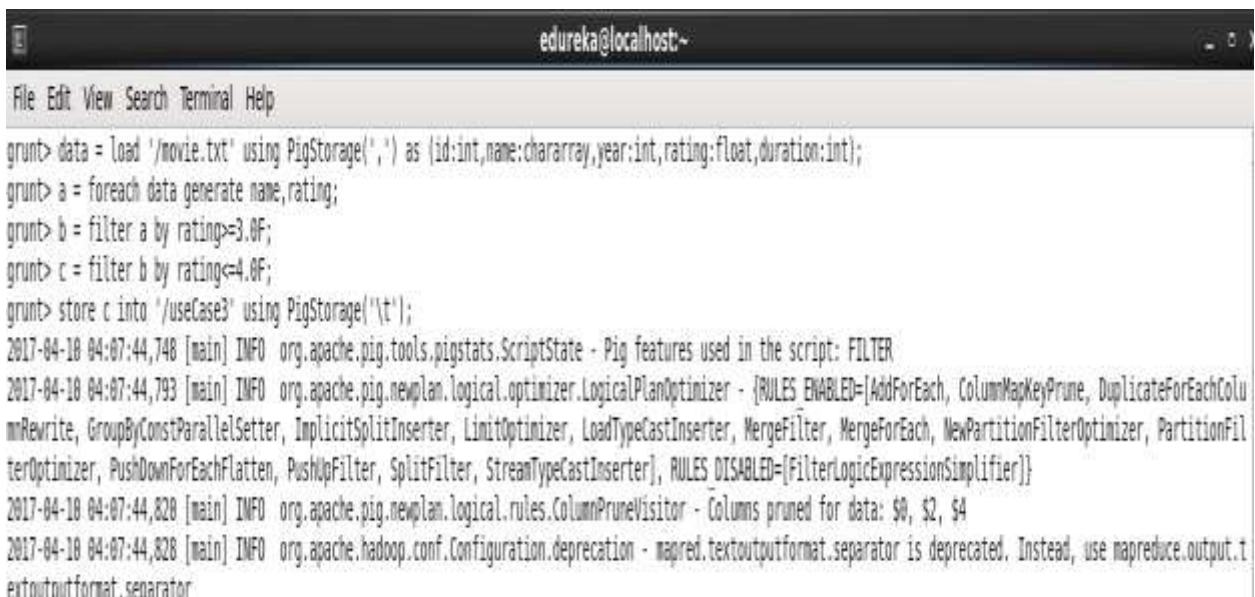 edureka@localhost:~
File Edit View Search Terminal Help
grunt> data = load '/movie.txt' using PigStorage(',') as (id:int,name:chararray,year:int,rating:float,duration:int);
grunt> a = foreach data generate name,rating;
grunt> b = filter a by rating>=3.0F;
grunt> c = filter b by rating<=4.0F;
grunt> store c into '/useCase3' using PigStorage('\t');
2017-04-10 04:07:44,748 [main] INFO org.apache.pig.tools.pigstats.ScriptState - Pig features used in the script: FILTER
2017-04-10 04:07:44,793 [main] INFO org.apache.pig.newplan.logical.optimizer.LogicalPlanOptimizer - {RULES_ENABLED=[AddForEach, ColumnMapKeyPrune, DuplicateForEachColu
mnRewrite, GroupByConstParallelSetter, ImplicitSplitInserter, LimitOptimizer, LoadTypeCastInserter, MergeFilter, MergeForEach, NewPartitionFilterOptimizer, PartitionFil
terOptimizer, PushDownForEachFlatten, PushUpFilter, SplitFilter, StreamTypeCastInserter], RULES_DISABLED=[FilterLogicExpressionSimplifier]}
2017-04-10 04:07:44,820 [main] INFO org.apache.pig.newplan.logical.rules.ColumnPruneVisitor - Columns pruned for data: $0, $2, $4
2017-04-10 04:07:44,828 [main] INFO org.apache.hadoop.conf.Configuration.deprecation - mapred.textoutputformat.separator is deprecated. Instead, use mapreduce.output.t
extoutputformat.separator